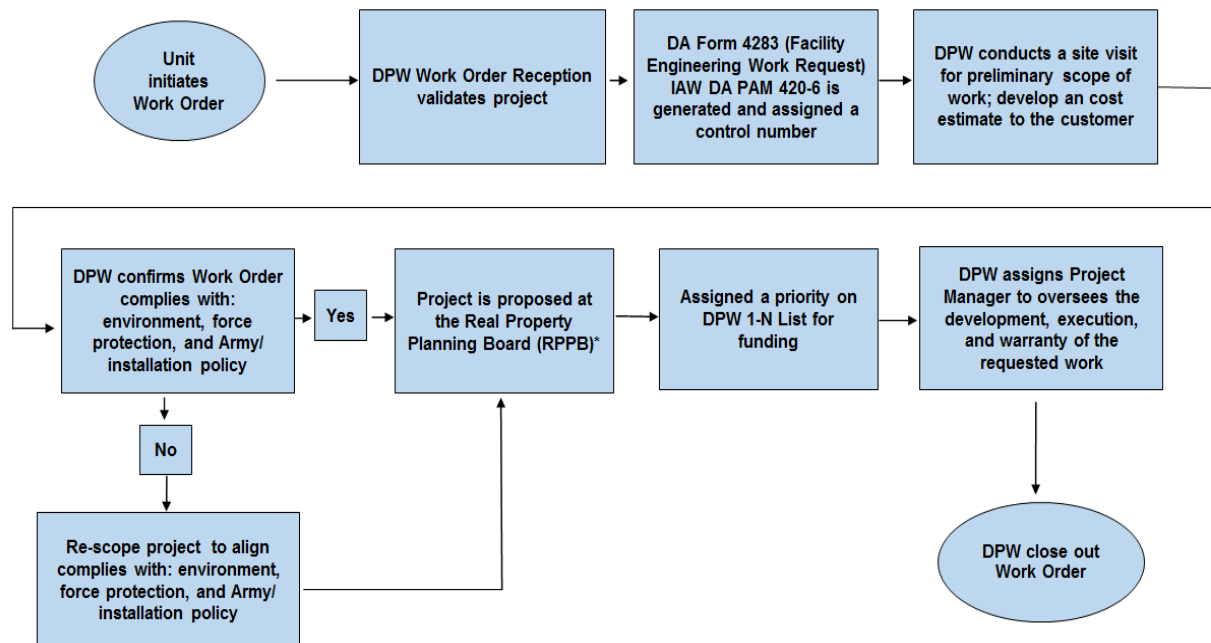 Unit
initiates
Work Order
DPW Work Order Reception
validates project
DA Form 4283 (Facility
Engineering Work Request)
IAW DA PAM 420-6 is
generated and assigned a
control number
DPW conducts a site visit
for preliminary scope of
work; develop an cost
estimate to the customer
DPW confirms Work Order
complies with:
environment, force
protection, and Army/
installation policy
Yes
Project is proposed at
the Real Property
Planning Board (RPPB)*
Assigned a priority on
DPW 1-N List for
funding
DPW assigns Project
Manager to oversees the
development, execution,
and warranty of the
requested work
No
Re-scope project to align
complies with: environment,
force protection, and Army/
installation policy
DPW close out
Work Order